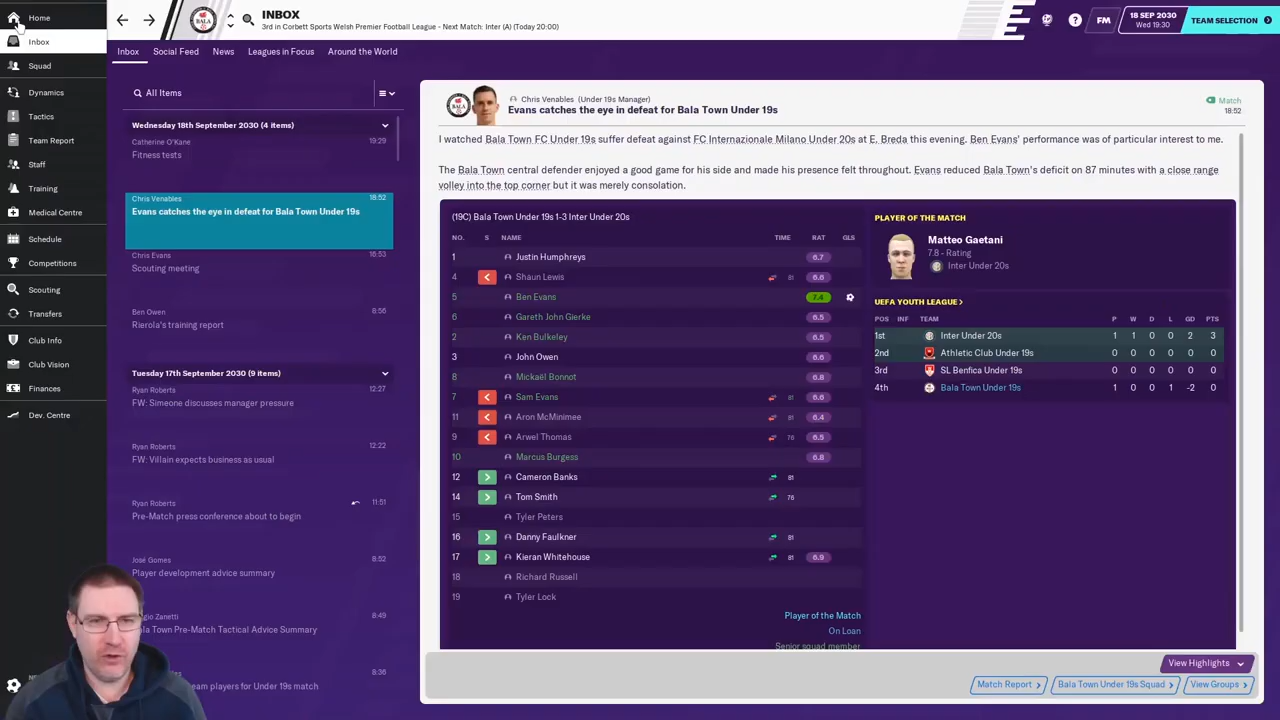 Home
Inbox
Squad
Dynamics
Tactics
Team Report
Staff
Training
Medical Centre
Schedule
Competitions
Scouting
Transfers
Club Info
Club Vision
Finances
Dev. Centre
BALA
INBOX
3rd in Corbett Sports Welsh Premier Football League - Next Match: Inter (A) (Today 20:00)
FM
18 SEP 2030
Wed 19:30
TEAM SELECTION
Inbox
Social Feed
News
Leagues in Focus
Around the World
All Items
Wednesday 18th September 2030 (4 items)
Catherine O'Kane 19:29
Fitness tests
Chris Venables 18:52
Evans catches the eye in defeat for Bala Town Under 19s
Chris Evans 16:53
Scouting meeting
Ben Owen 8:56
Rierola's training report
Tuesday 17th September 2030 (9 items)
Ryan Roberts 12:27
FW: Simeone discusses manager pressure
Ryan Roberts 12:22
FW: Villain expects business as usual
Ryan Roberts 11:51
Pre-Match press conference about to begin
José Gomes 8:52
Player development advice summary
Zanetti 8:49
Town Pre-Match Tactical Advice Summary
8:36
team players for Under 19s match
Chris Venables (Under 19s Manager)
Evans catches the eye in defeat for Bala Town Under 19s
Match
18:52
I watched Bala Town FC Under 19s suffer defeat against FC Internazionale Milano Under 20s at E. Breda this evening. Ben Evans' performance was of particular interest to me.
The Bala Town central defender enjoyed a good game for his side and made his presence felt throughout. Evans reduced Bala Town's deficit on 87 minutes with a close range
volley into the top corner but it was merely consolation.
(19C) Bala Town Under 19s 1-3 Inter Under 20s
NO. S NAME TIME RAT GLS
1 Justin Humphreys 6.7
4 Shaun Lewis 81 6.6
5 Ben Evans 7.4
6 Gareth John Gierke 6.5
2 Ken Bulkeley 6.5
3 John Owen 6.6
8 Mickaël Bonnot 6.8
7 Sam Evans 81 6.6
11 Aron McMinimee 81 6.4
9 Arwel Thomas 76 6.5
10 Marcus Burgess 6.8
12 Cameron Banks 81
14 Tom Smith 76
15 Tyler Peters
16 Danny Faulkner 81
17 Kieran Whitehouse 81 6.9
18 Richard Russell
19 Tyler Lock
Player of the Match
On Loan
Senior squad member
PLAYER OF THE MATCH
Matteo Gaetani
7.8 - Rating
Inter Under 20s
UEFA YOUTH LEAGUE >
POS INF TEAM P W D L GD PTS
1st Inter Under 20s 1 1 0 0 2 3
2nd Athletic Club Under 19s 0 0 0 0 0 0
3rd SL Benfica Under 19s 0 0 0 0 0 0
4th Bala Town Under 19s 1 0 0 1 -2 0
View Highlights
Match Report >
Bala Town Under 19s Squad >
View Groups >